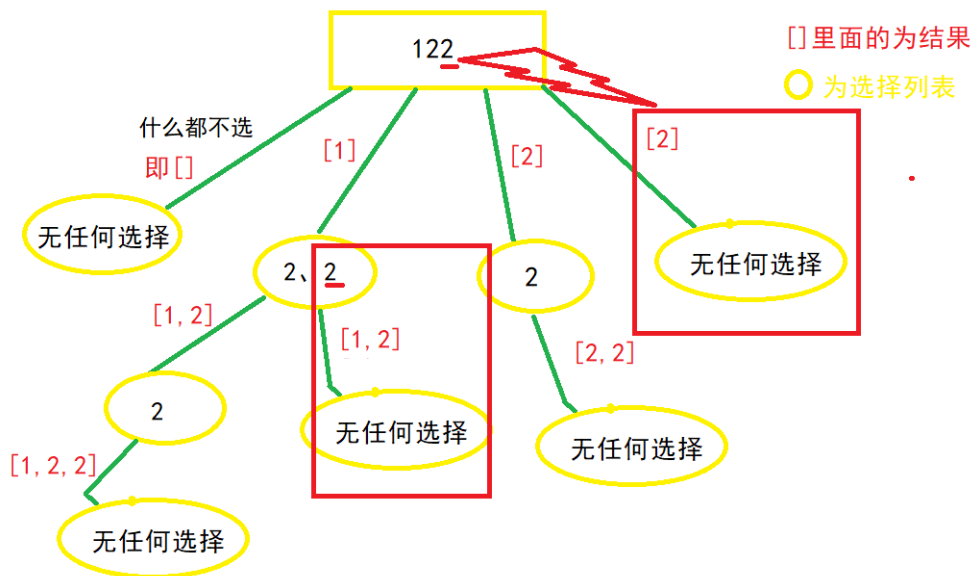 122
[]里面的为结果
为选择列表
什么都不选
即[]
[1]
[2]
[2]
无任何选择
2、2
2
无任何选择
[1,2]
[1,2]
[2,2]
2
无任何选择
无任何选择
[1,2,2]
无任何选择